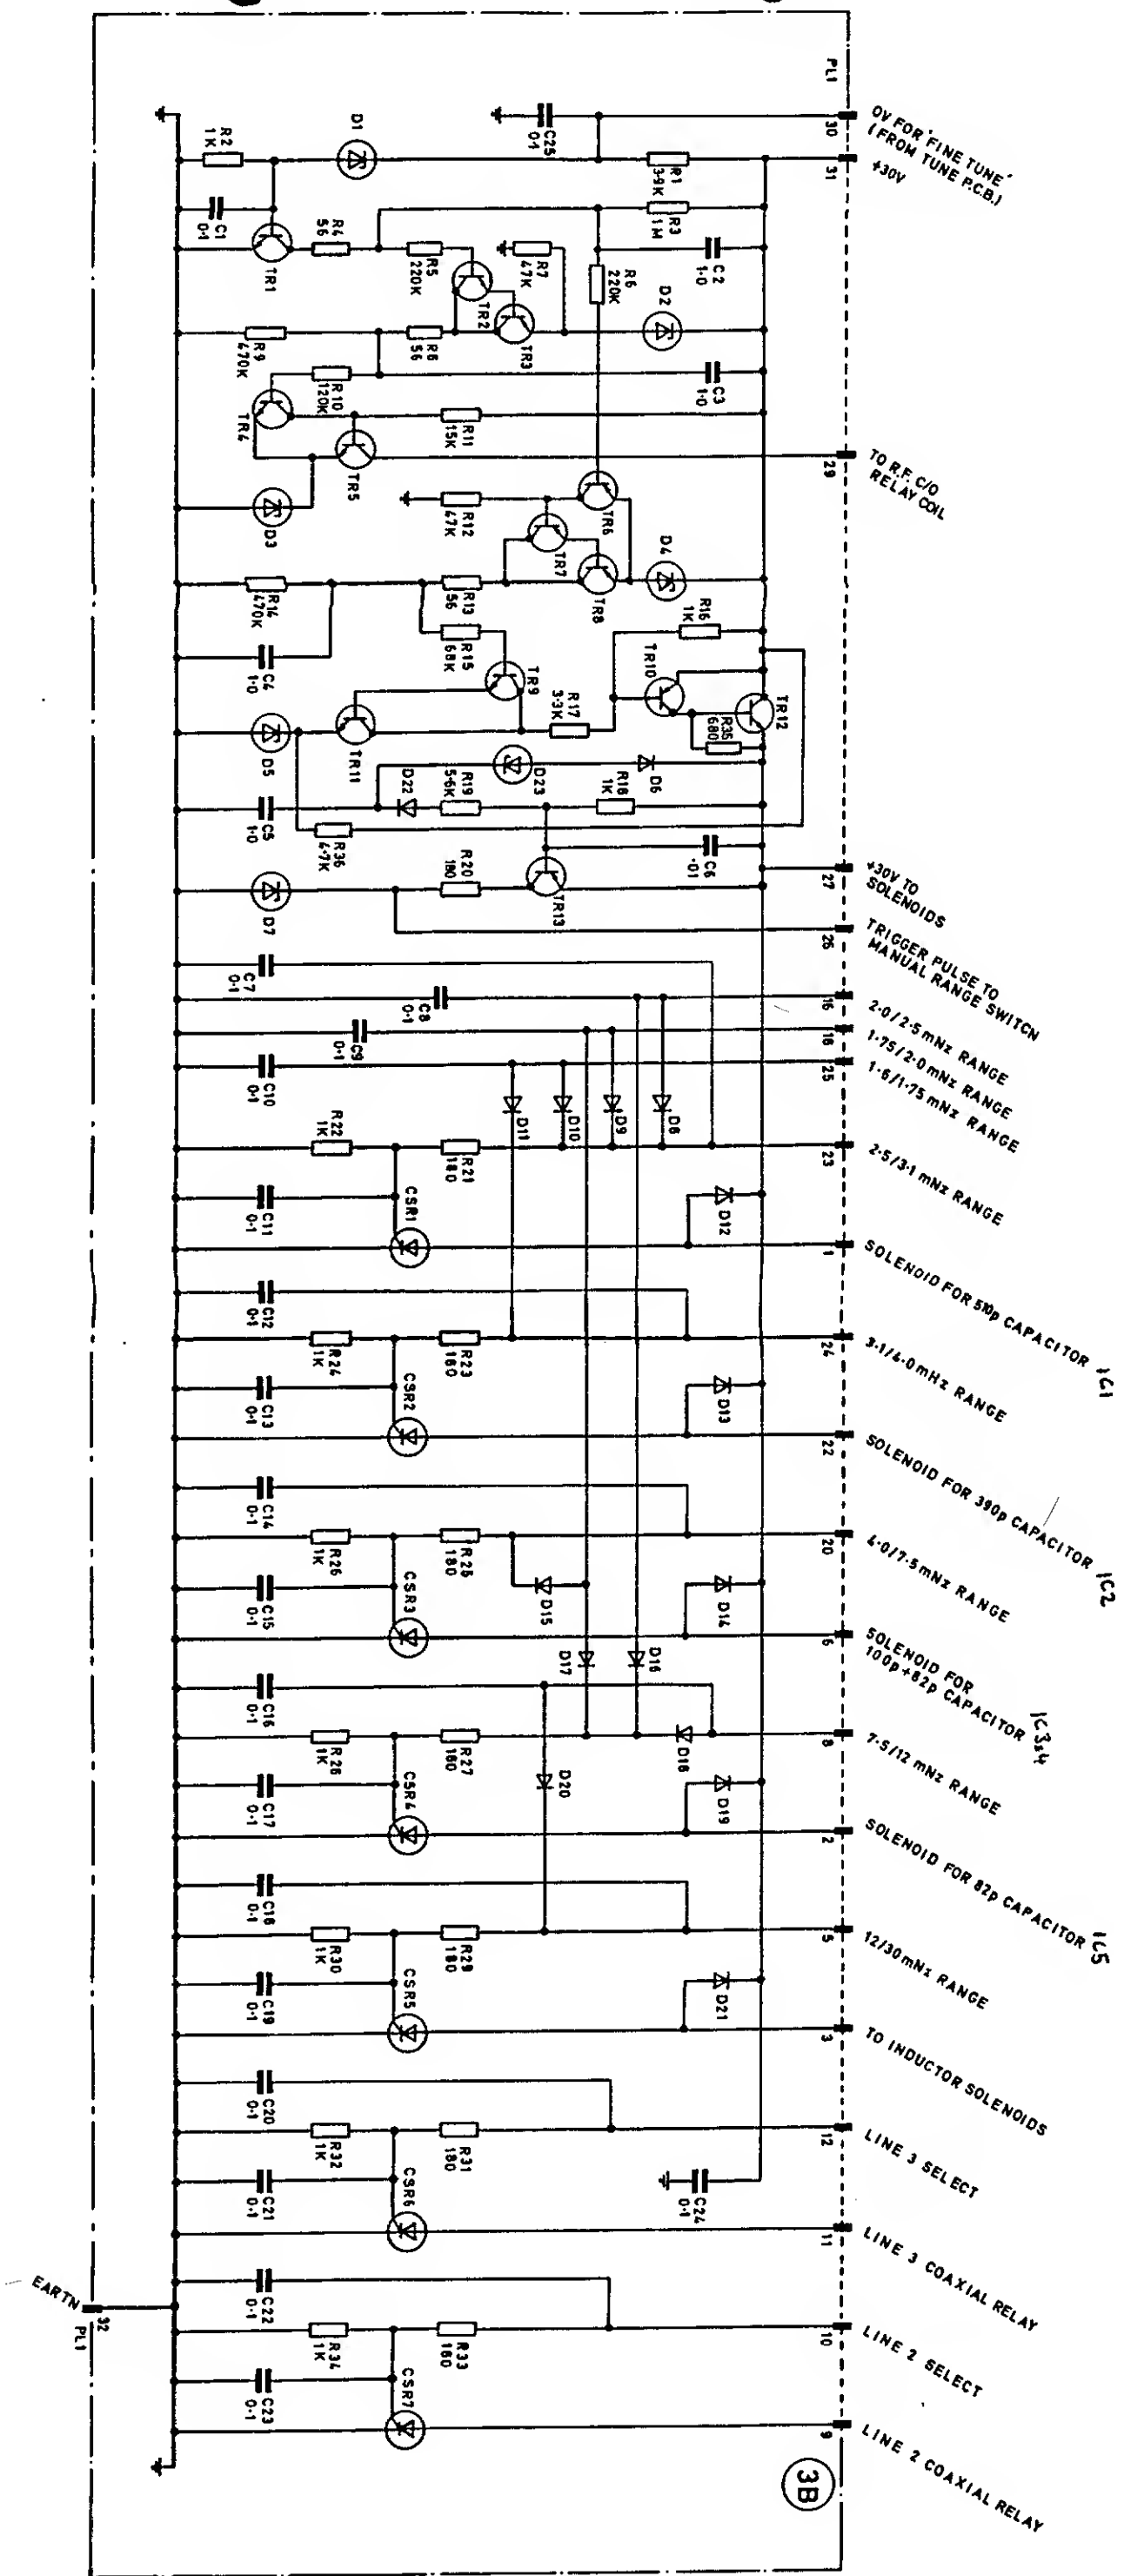 PL1
30
0V FOR 'FINE TUNE'
(FROM TUNE P.C.B.)
31
+30V
29
TO R.F. C/O
RELAY COIL
27
+30V TO
SOLENOIDS
26
TRIGGER PULSE TO
MANUAL RANGE SWITCN
16
2·0/2·5 mNz RANGE
18
1·75/2·0 mNz RANGE
25
1·6/1·75 mNz RANGE
23
2·5/3·1 mNz RANGE
1
SOLENOID FOR 510p CAPACITOR
1C1
24
3·1/4·0 mHz RANGE
22
SOLENOID FOR 390p CAPACITOR
1C2
20
4·0/7·5 mNz RANGE
6
SOLENOID FOR
100p+82p CAPACITOR
1C3&4
8
7·5/12 mNz RANGE
2
SOLENOID FOR 82p CAPACITOR
1C5
5
12/30 mNz RANGE
3
TO INDUCTOR SOLENOIDS
12
LINE 3 SELECT
11
LINE 3 COAXIAL RELAY
10
LINE 2 SELECT
9
LINE 2 COAXIAL RELAY
R2
1K
D1
C25
0·1
R1
3·9K
R3
1M
C1
0·1
TR1
R4
56
R5
220K
TR2
TR3
R7
47K
R6
220K
C2
1·0
D2
R9
470K
R8
56
R10
120K
TR4
C3
1·0
R11
15K
TR5
D3
R12
47K
TR6
TR7
TR8
D4
R14
470K
R13
56
C4
1·0
R15
68K
TR9
R16
1K
TR10
TR12
R35
680
R17
3·3K
TR11
D5
D23
D6
D22
R19
5·6K
R18
1K
C5
1·0
R36
4·7K
C6
·01
R20
180
TR13
D7
C7
0·1
C8
0·1
C9
0·1
C10
0·1
D11
D10
D9
D8
R22
1K
R21
180
C11
0·1
CSR1
D12
C12
0·1
R24
1K
R23
180
C13
0·1
CSR2
D13
C14
0·1
R26
1K
R25
180
D15
C15
0·1
CSR3
D14
D17
D16
C16
0·1
R28
1K
R27
180
D18
C17
0·1
CSR4
D20
D19
C18
0·1
R30
1K
R29
180
C19
0·1
CSR5
D21
C20
0·1
R32
1K
R31
180
C21
0·1
CSR6
C24
0·1
C22
0·1
R34
1K
R33
180
C23
0·1
CSR7
EARTN
32
PL1
3B